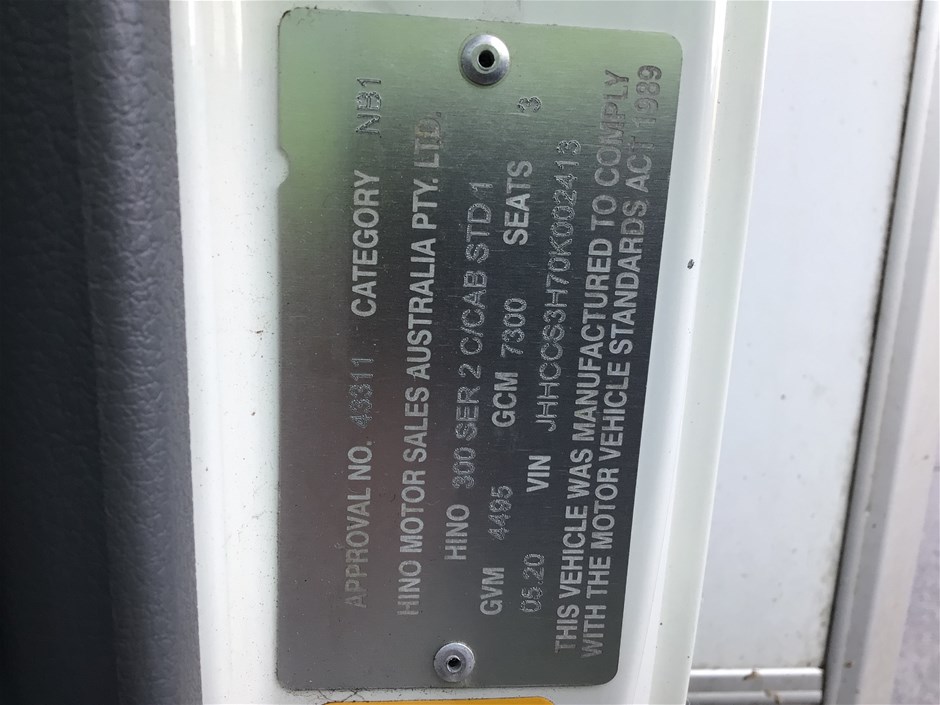 APPROVAL NO. 43311 CATEGORY NB1
HINO MOTOR SALES AUSTRALIA PTY. LTD.
HINO 300 SER 2 C/CAB STD 1
GVM 4495 GCM 7300 SEATS 3
05.20 VIN JHHCCS3H70K002413
THIS VEHICLE WAS MANUFACTURED TO COMPLY
WITH THE MOTOR VEHICLE STANDARDS ACT 1989